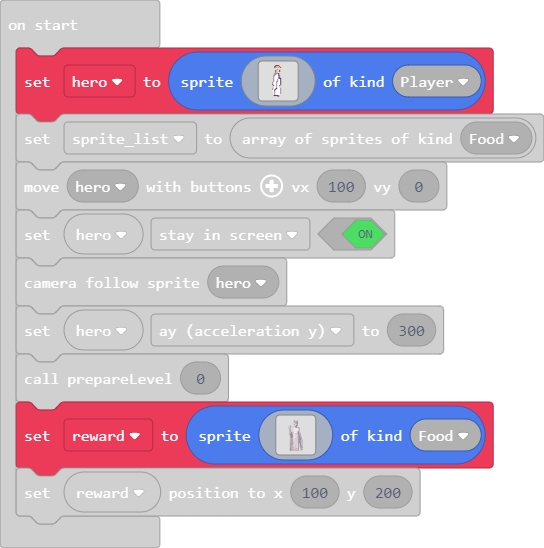 on start
set hero to sprite of kind Player
set sprite_list to array of sprites of kind Food
move hero with buttons vx 100 vy 0
set hero stay in screen ON
camera follow sprite hero
set hero ay (acceleration y) to 300
call prepareLevel 0
set reward to sprite of kind Food
set reward position to x 100 y 200